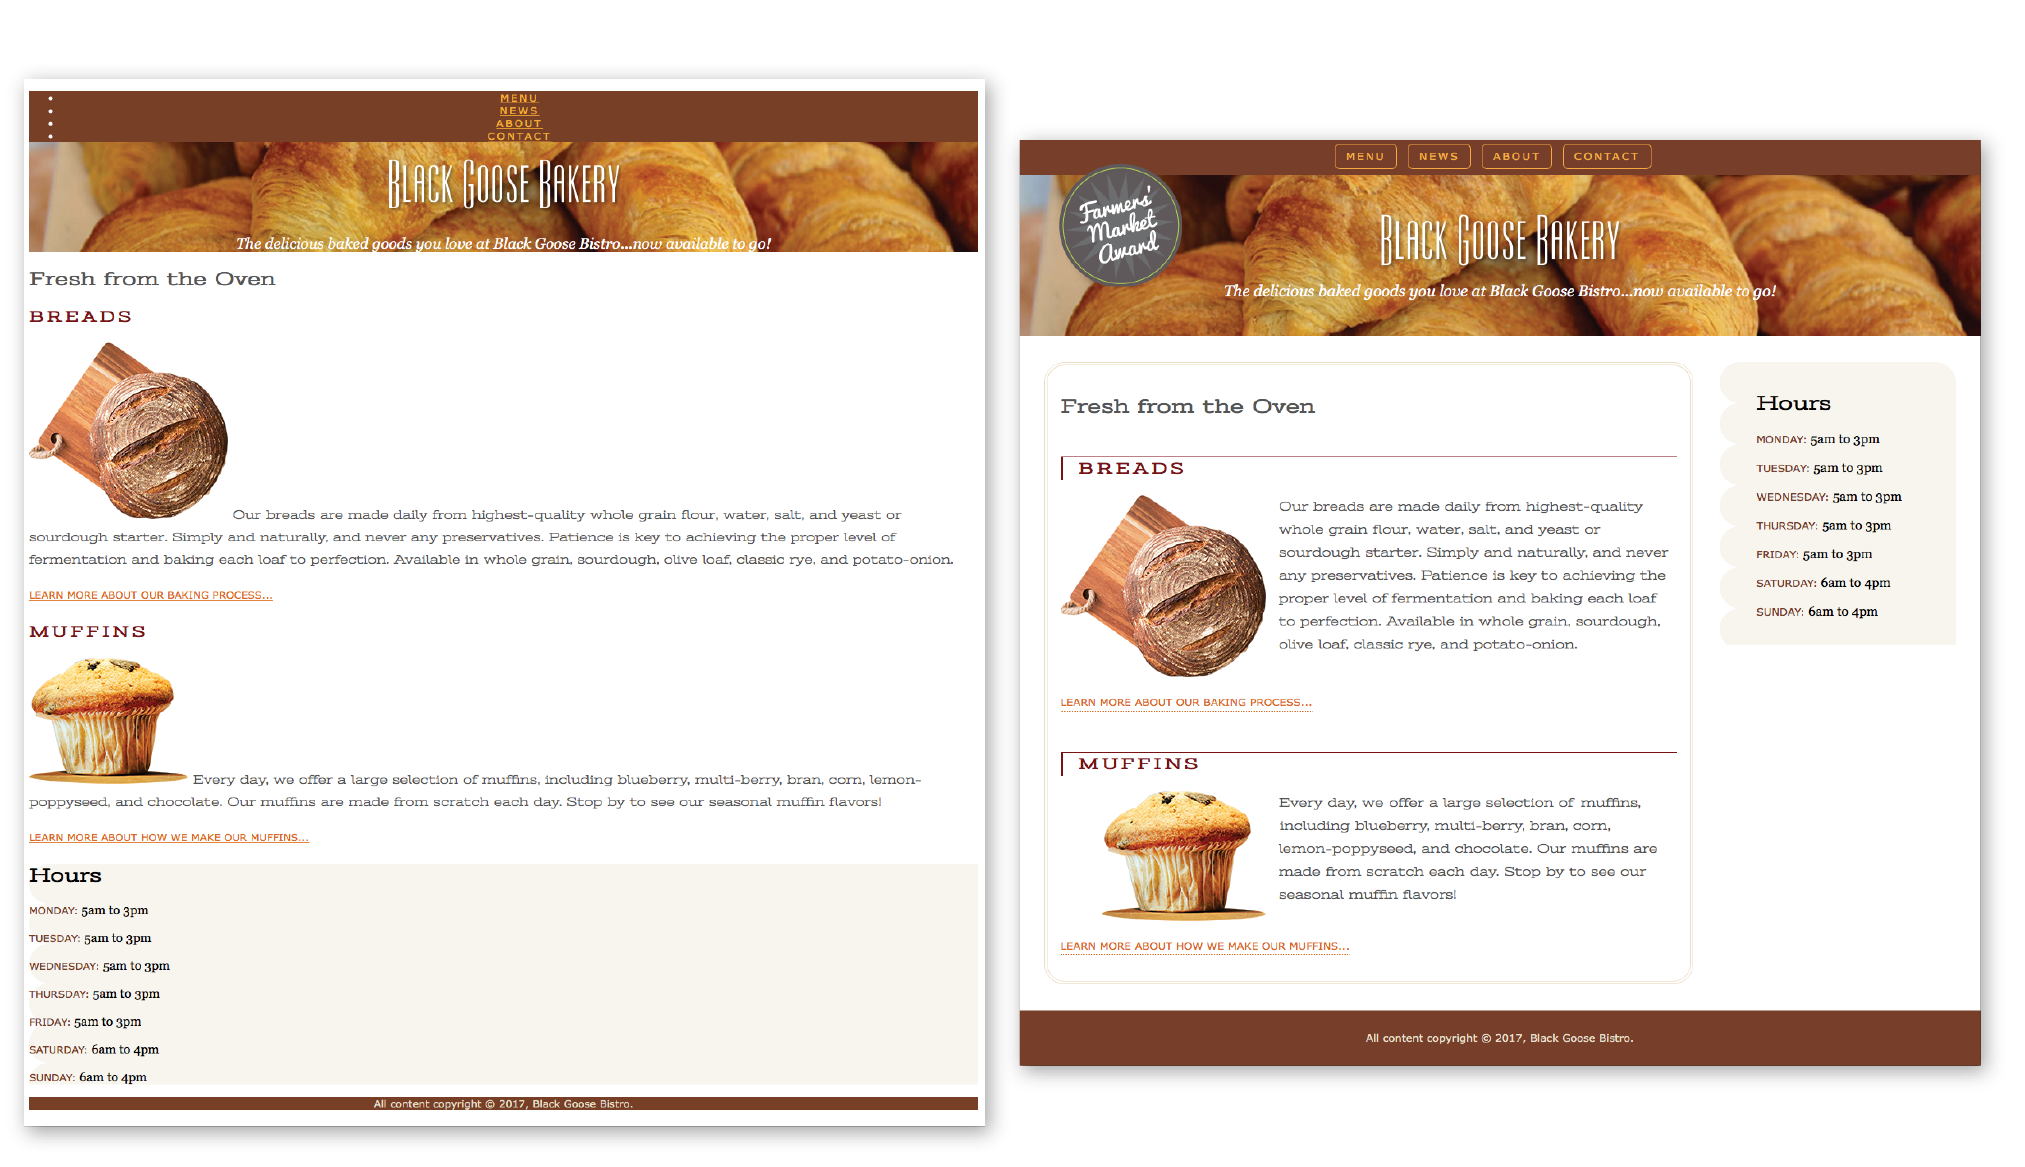 MENU
NEWS
ABOUT
CONTACT
Black Goose Bakery
The delicious baked goods you love at Black Goose Bistro...now available to go!
Fresh from the Oven
BREADS
Our breads are made daily from highest-quality whole grain flour, water, salt, and yeast or
sourdough starter. Simply and naturally, and never any preservatives. Patience is key to achieving the proper level of
fermentation and baking each loaf to perfection. Available in whole grain, sourdough, olive loaf, classic rye, and potato-onion.
LEARN MORE ABOUT OUR BAKING PROCESS...
MUFFINS
Every day, we offer a large selection of muffins, including blueberry, multi-berry, bran, corn, lemon-
poppyseed, and chocolate. Our muffins are made from scratch each day. Stop by to see our seasonal muffin flavors!
LEARN MORE ABOUT HOW WE MAKE OUR MUFFINS...
Hours
MONDAY: 5am to 3pm
TUESDAY: 5am to 3pm
WEDNESDAY: 5am to 3pm
THURSDAY: 5am to 3pm
FRIDAY: 5am to 3pm
SATURDAY: 6am to 4pm
SUNDAY: 6am to 4pm
All content copyright © 2017, Black Goose Bistro.
MENU NEWS ABOUT CONTACT
Farmers'
Market
Award
Black Goose Bakery
The delicious baked goods you love at Black Goose Bistro...now available to go!
Fresh from the Oven
BREADS
Our breads are made daily from highest-quality
whole grain flour, water, salt, and yeast or
sourdough starter. Simply and naturally, and never
any preservatives. Patience is key to achieving the
proper level of fermentation and baking each loaf
to perfection. Available in whole grain, sourdough,
olive loaf, classic rye, and potato-onion.
LEARN MORE ABOUT OUR BAKING PROCESS...
MUFFINS
Every day, we offer a large selection of muffins,
including blueberry, multi-berry, bran, corn,
lemon-poppyseed, and chocolate. Our muffins are
made from scratch each day. Stop by to see our
seasonal muffin flavors!
LEARN MORE ABOUT HOW WE MAKE OUR MUFFINS...
Hours
MONDAY: 5am to 3pm
TUESDAY: 5am to 3pm
WEDNESDAY: 5am to 3pm
THURSDAY: 5am to 3pm
FRIDAY: 5am to 3pm
SATURDAY: 6am to 4pm
SUNDAY: 6am to 4pm
All content copyright © 2017, Black Goose Bistro.